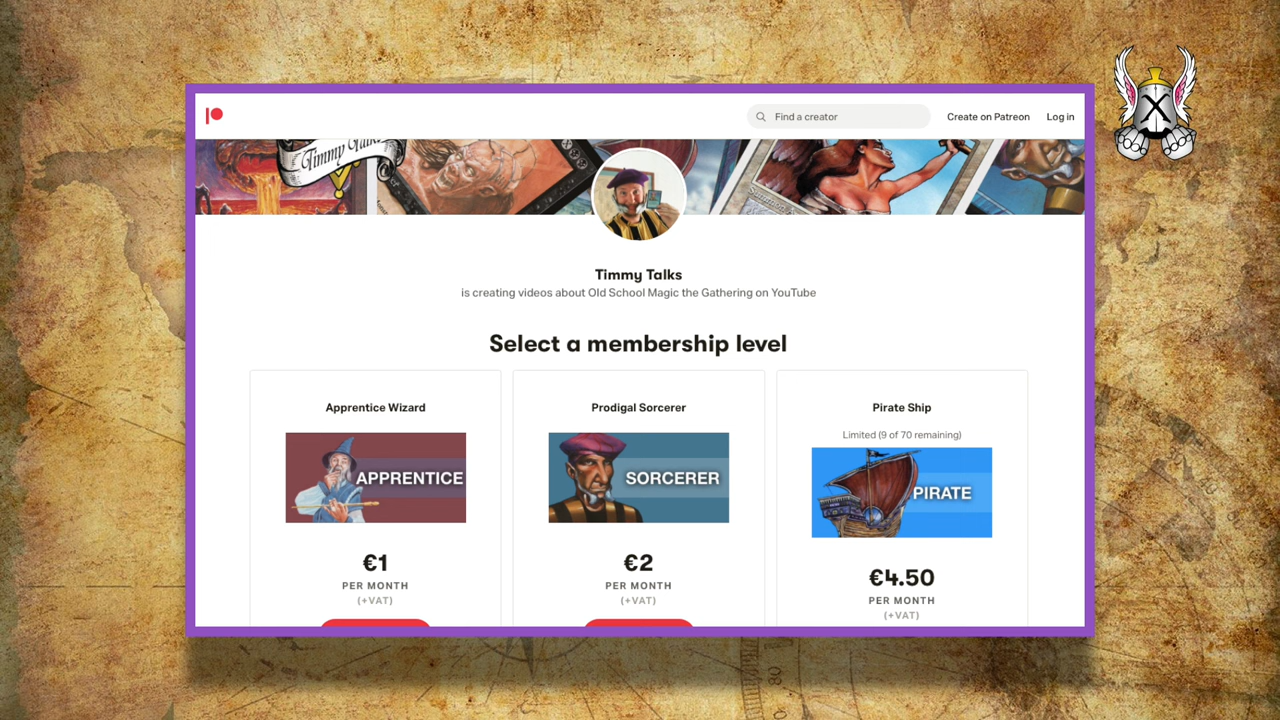 Find a creator
Create on Patreon
Log in
Timmy Talks
Timmy Talks
is creating videos about Old School Magic the Gathering on YouTube
Select a membership level
Apprentice Wizard
APPRENTICE
€1
PER MONTH
(+VAT)
Prodigal Sorcerer
SORCERER
€2
PER MONTH
(+VAT)
Pirate Ship
Limited (9 of 70 remaining)
PIRATE
€4.50
PER MONTH
(+VAT)